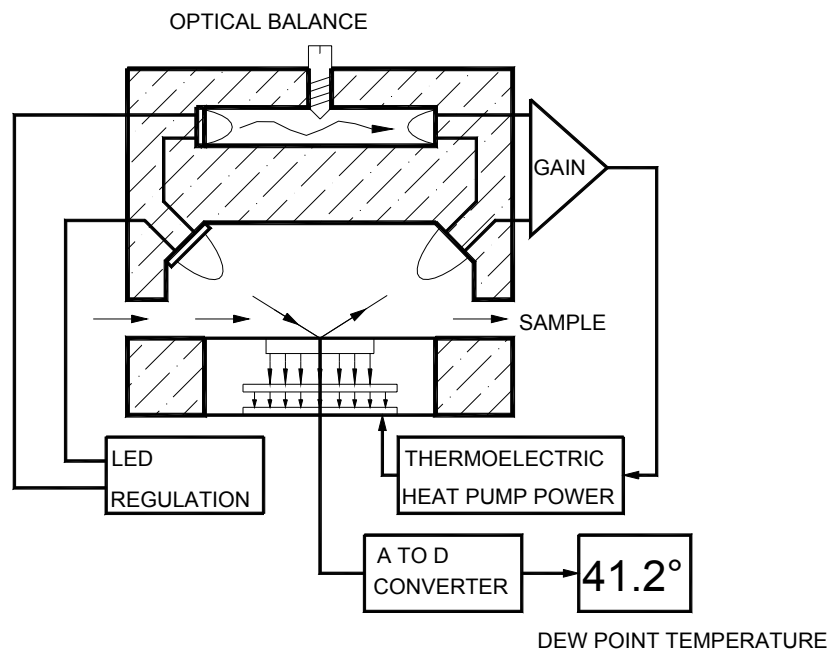 OPTICAL BALANCE
GAIN
SAMPLE
LED
REGULATION
THERMOELECTRIC
HEAT PUMP POWER
A TO D
CONVERTER
41.2°
DEW POINT TEMPERATURE